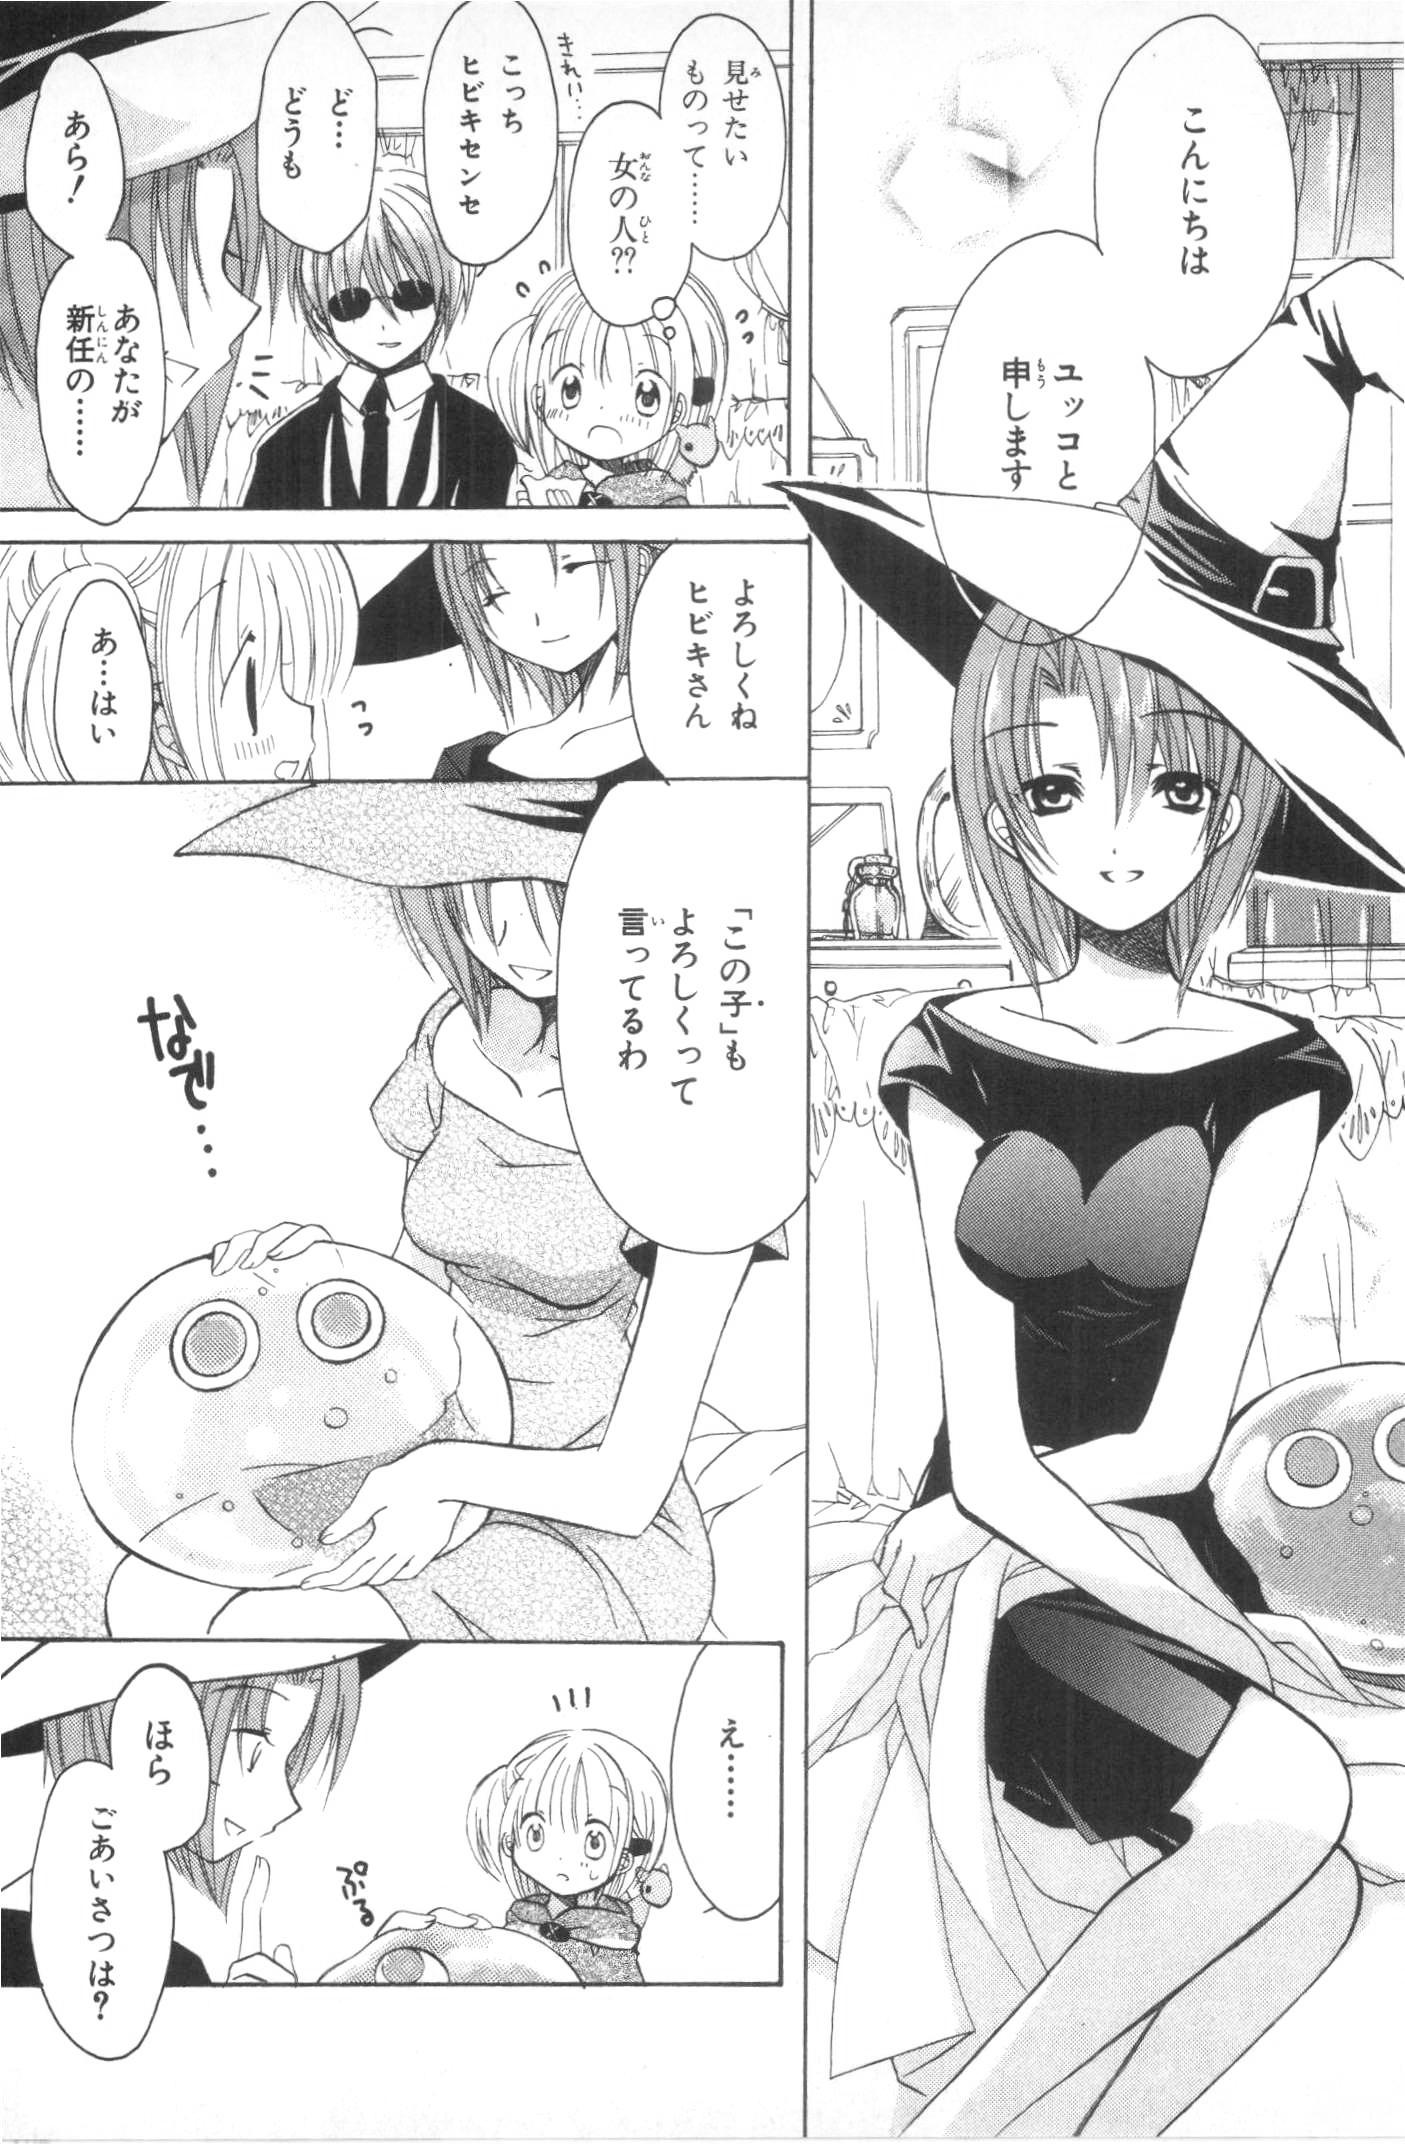 こんにちは
ユッコと
申します
見せたい
ものって……
女の人??
きれい…
こっち
ヒビキセンセ
ど…
どうも
あら!
あなたが
新任の……
よろしくね
ヒビキさん
あ…はい
「この子」も
よろしくって
言ってるわ
なで…
え……
ぷる
ほら
ごあいさつは?